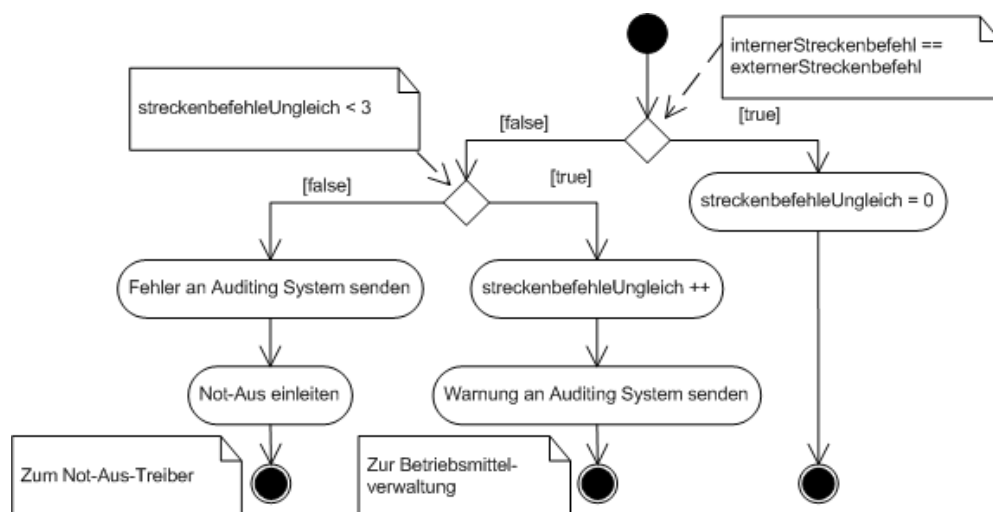 internerStreckenbefehl ==
externerStreckenbefehl
streckenbefehleUngleich < 3
[false]
[true]
[false]
[true]
streckenbefehleUngleich = 0
Fehler an Auditing System senden
streckenbefehleUngleich ++
Not-Aus einleiten
Warnung an Auditing System senden
Zum Not-Aus-Treiber
Zur Betriebsmittel-
verwaltung